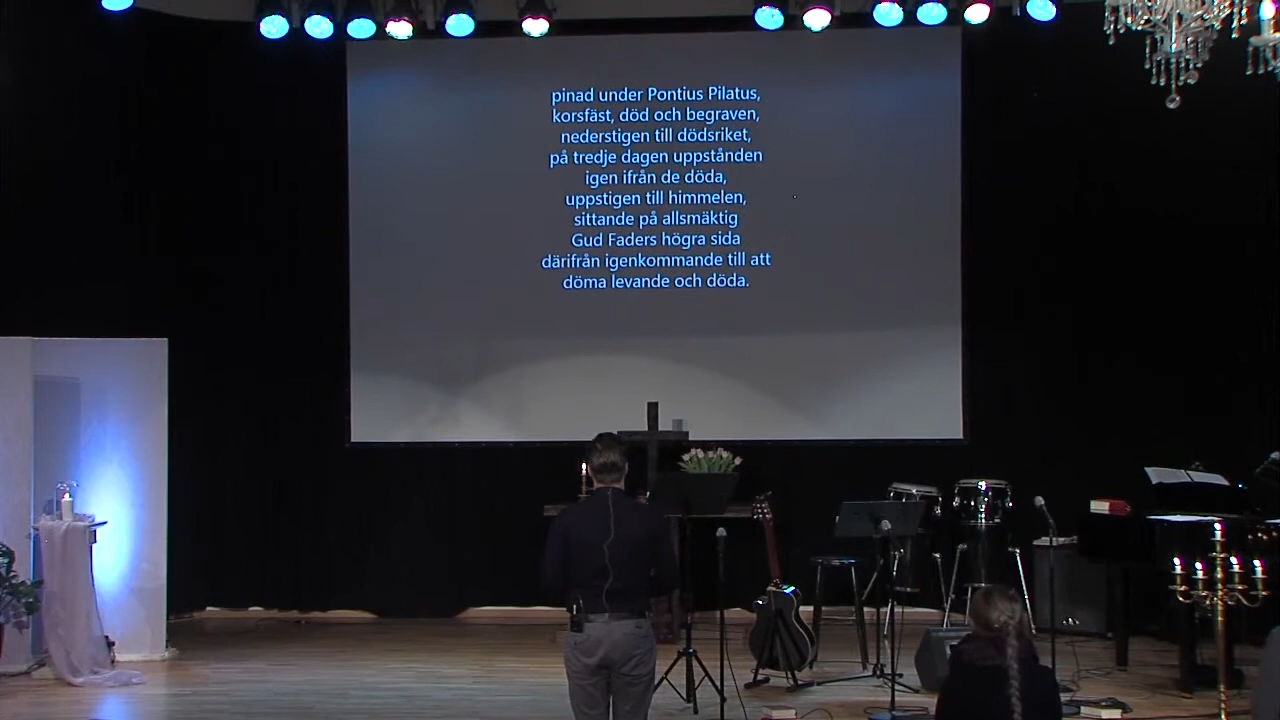 pinad under Pontius Pilatus,
korsfäst, död och begraven,
nederstigen till dödsriket,
på tredje dagen uppstånden
igen ifrån de döda,
uppstigen till himmelen,
sittande på allsmäktig
Gud Faders högra sida
därifrån igenkommande till att
döma levande och döda.